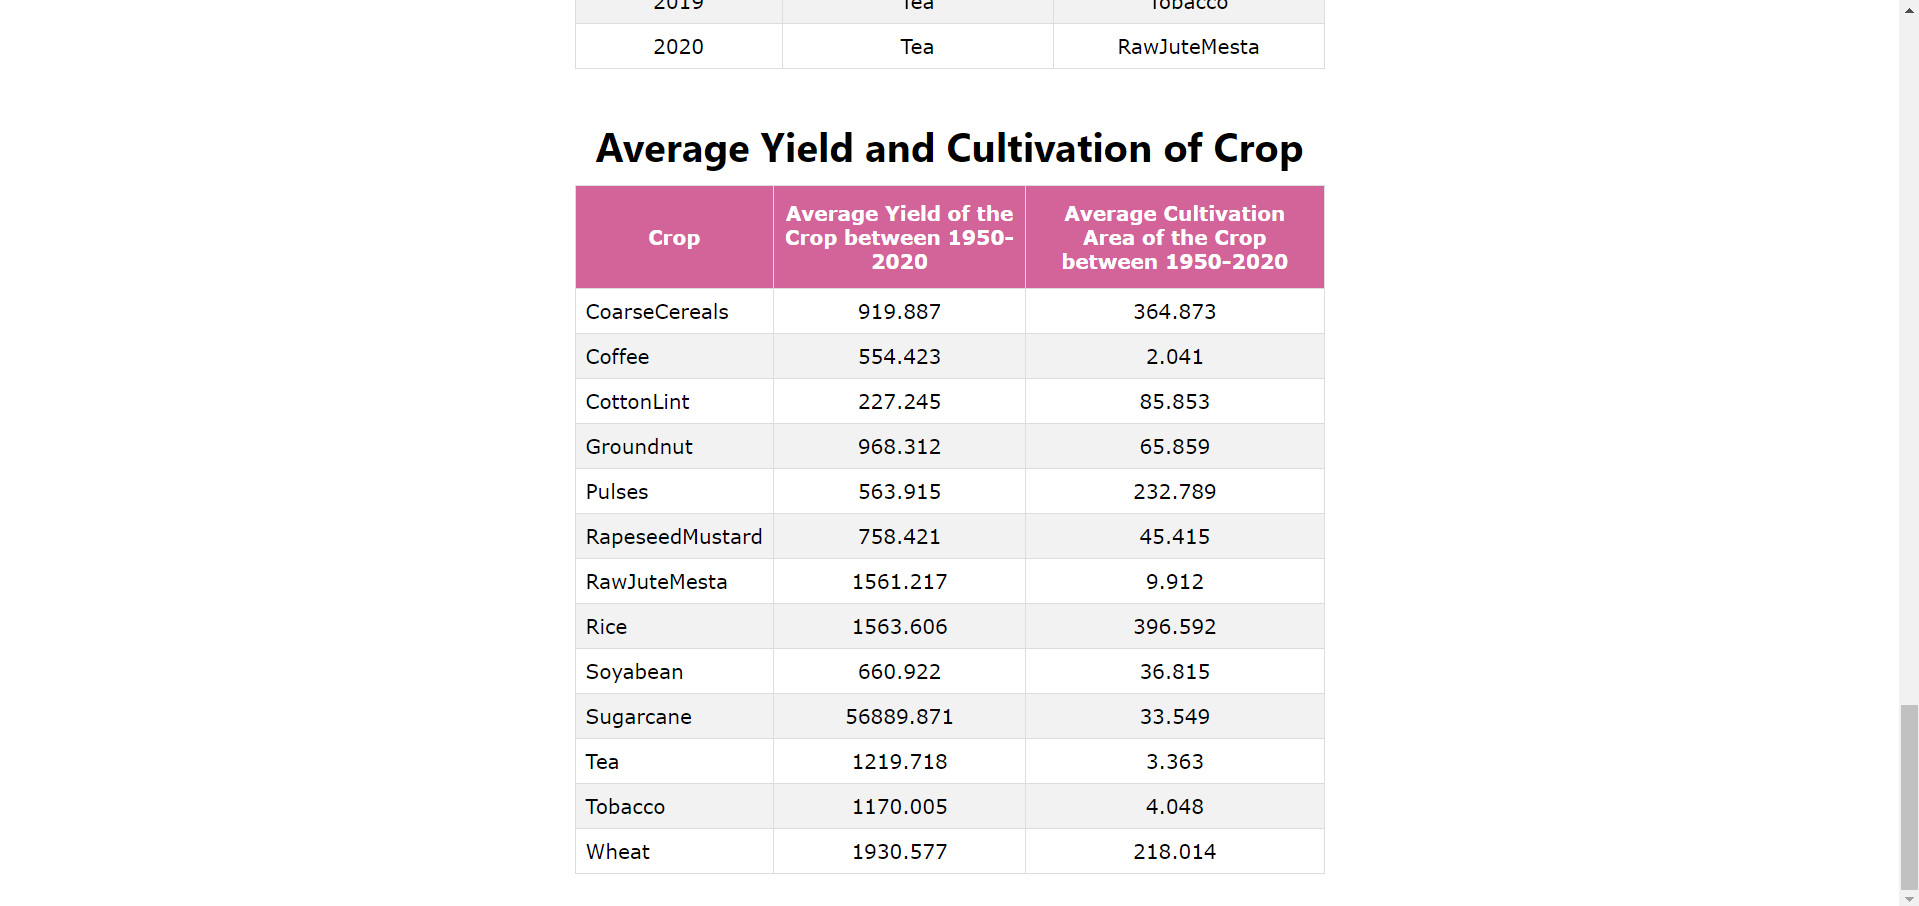 2019 Tea Tobacco
2020 Tea RawJuteMesta
Average Yield and Cultivation of Crop
Crop
Average Yield of the
Crop between 1950-
2020
Average Cultivation
Area of the Crop
between 1950-2020
CoarseCereals 919.887 364.873
Coffee 554.423 2.041
CottonLint 227.245 85.853
Groundnut 968.312 65.859
Pulses 563.915 232.789
RapeseedMustard 758.421 45.415
RawJuteMesta 1561.217 9.912
Rice 1563.606 396.592
Soyabean 660.922 36.815
Sugarcane 56889.871 33.549
Tea 1219.718 3.363
Tobacco 1170.005 4.048
Wheat 1930.577 218.014